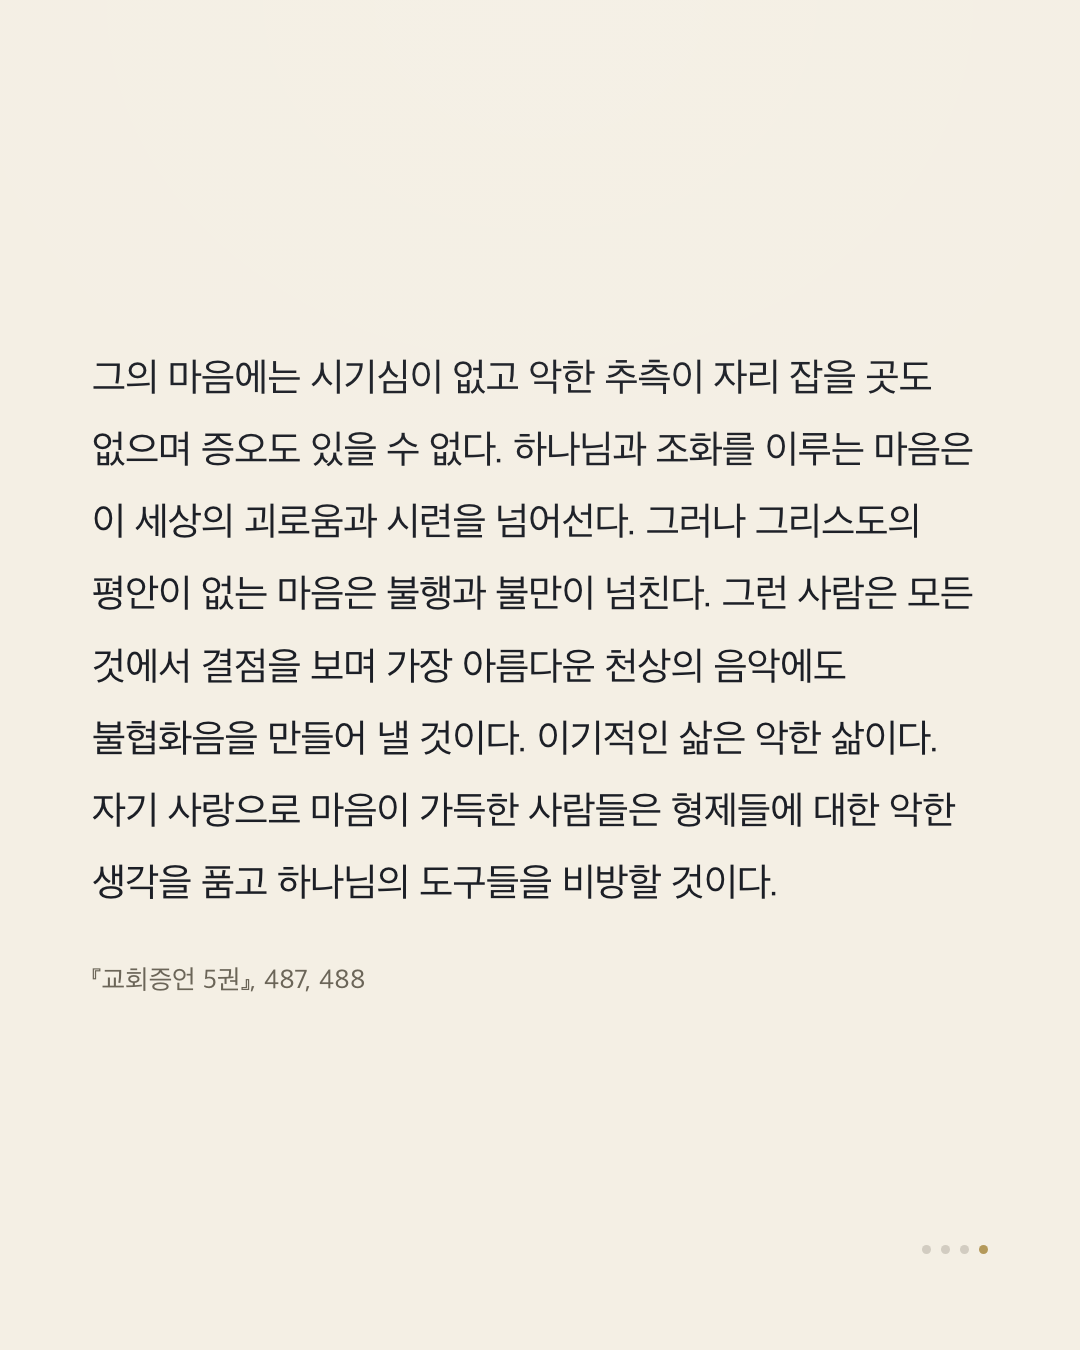 그의 마음에는 시기심이 없고 악한 추측이 자리 잡을 곳도
없으며 증오도 있을 수 없다. 하나님과 조화를 이루는 마음은
이 세상의 괴로움과 시련을 넘어선다. 그러나 그리스도의
평안이 없는 마음은 불행과 불만이 넘친다. 그런 사람은 모든
것에서 결점을 보며 가장 아름다운 천상의 음악에도
불협화음을 만들어 낼 것이다. 이기적인 삶은 악한 삶이다.
자기 사랑으로 마음이 가득한 사람들은 형제들에 대한 악한
생각을 품고 하나님의 도구들을 비방할 것이다.
『교회증언 5권』, 487, 488